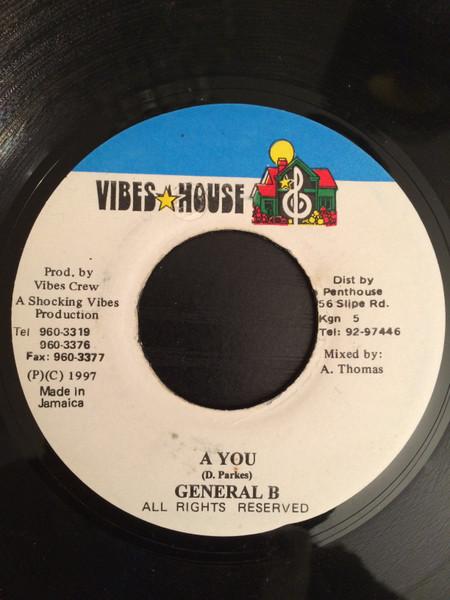 VIBES HOUSE
Prod. by
Vibes Crew
A Shocking Vibes
Production
Tel 960-3319
960-3376
Fax: 960-3377
(P)(C) 1997
Made in
Jamaica
Dist by
Penthouse
56 Slipe Rd.
Kgn 5
Tel: 92-97446
Mixed by:
A. Thomas
A YOU
(D. Parkes)
GENERAL B
ALL RIGHTS RESERVED